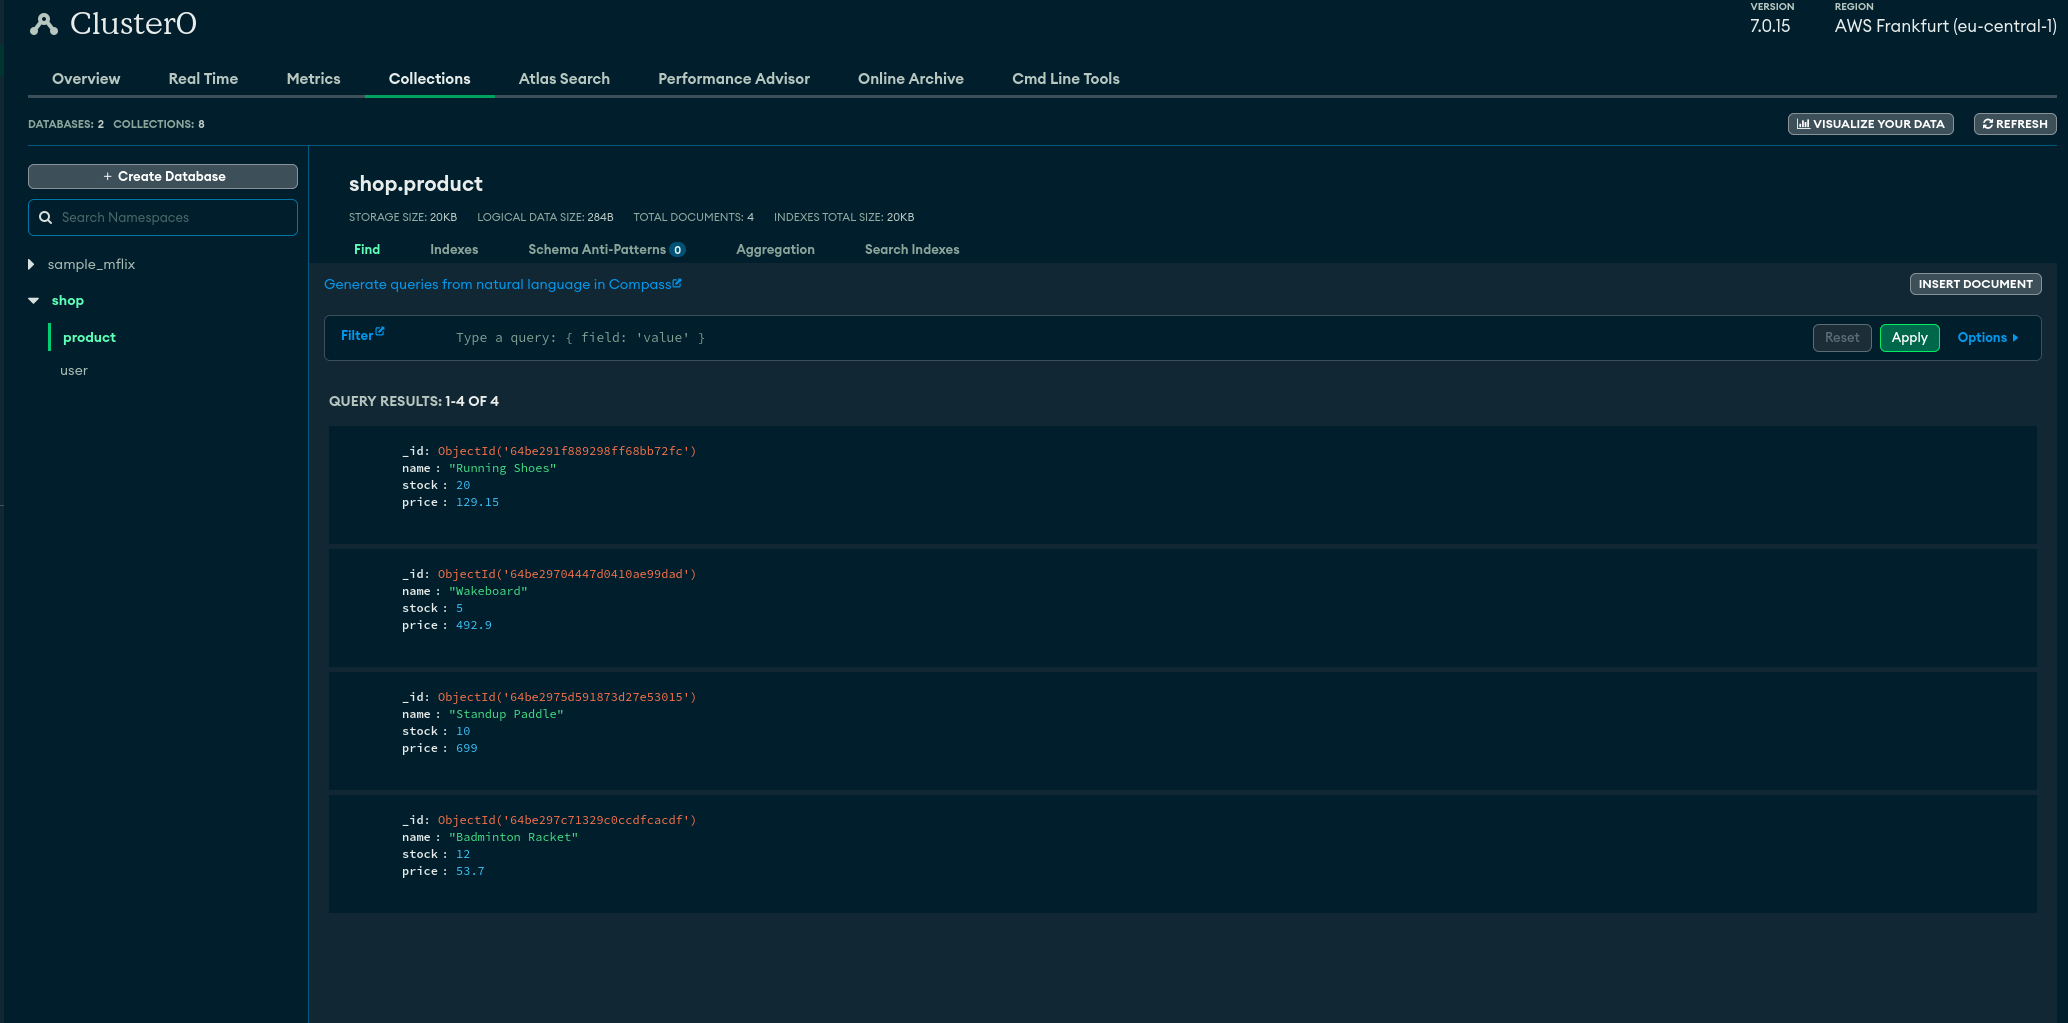 Cluster0
VERSION
7.0.15
REGION
AWS Frankfurt (eu-central-1)
Overview
Real Time
Metrics
Collections
Atlas Search
Performance Advisor
Online Archive
Cmd Line Tools
DATABASES: 2 COLLECTIONS: 8
VISUALIZE YOUR DATA
REFRESH
+ Create Database
Search Namespaces
sample_mflix
shop
product
user
shop.product
STORAGE SIZE: 20KB LOGICAL DATA SIZE: 284B TOTAL DOCUMENTS: 4 INDEXES TOTAL SIZE: 20KB
Find
Indexes
Schema Anti-Patterns 0
Aggregation
Search Indexes
Generate queries from natural language in Compass
INSERT DOCUMENT
Filter
Type a query: { field: 'value' }
Reset
Apply
Options
QUERY RESULTS: 1-4 OF 4
_id: ObjectId('64be291f889298ff68bb72fc')
name : "Running Shoes"
stock : 20
price : 129.15
_id: ObjectId('64be29704447d0410ae99dad')
name : "Wakeboard"
stock : 5
price : 492.9
_id: ObjectId('64be2975d591873d27e53015')
name : "Standup Paddle"
stock : 10
price : 699
_id: ObjectId('64be297c71329c0ccdfcacdf')
name : "Badminton Racket"
stock : 12
price : 53.7